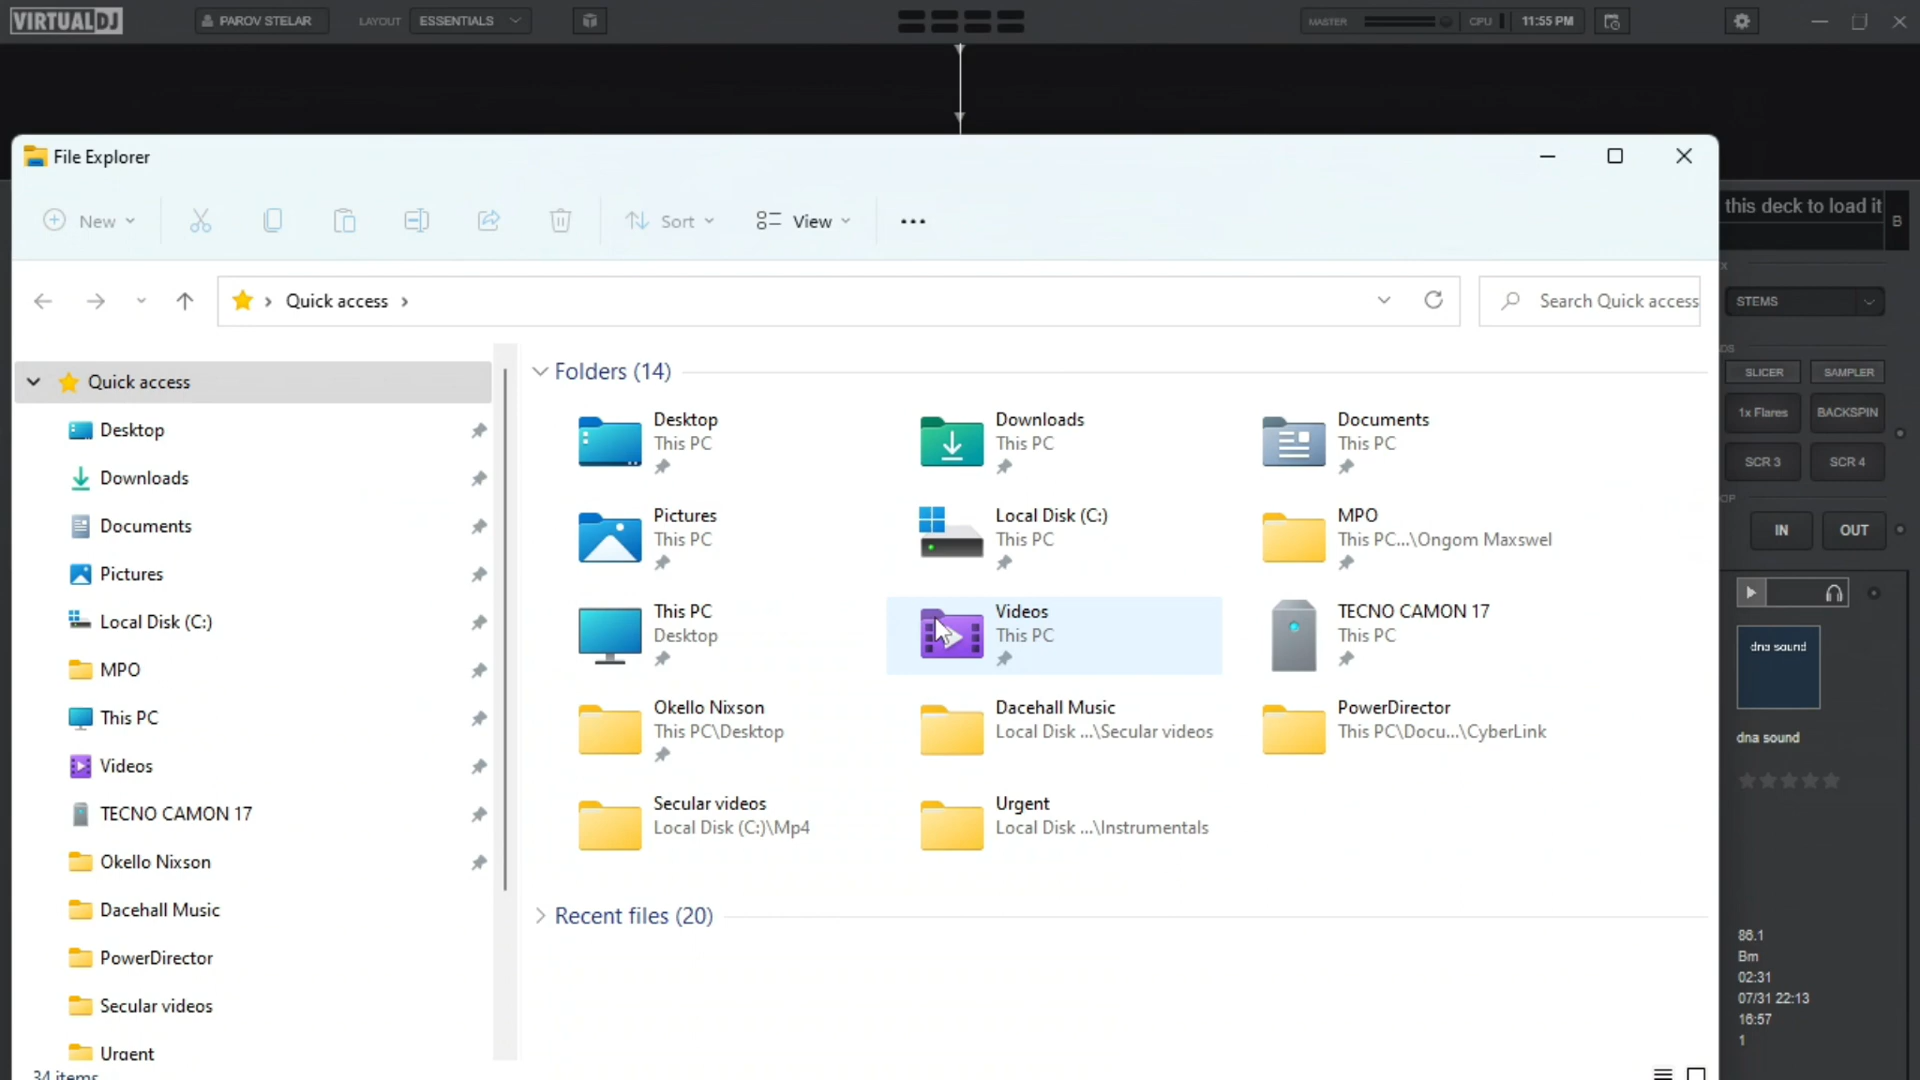 VIRTUALDJ
PAROV STELAR
LAYOUT
ESSENTIALS
MASTER
CPU
11:55 PM
File Explorer
New
Sort
View
Quick access
Search Quick access
Quick access
Desktop
Downloads
Documents
Pictures
Local Disk (C:)
MPO
This PC
Videos
TECNO CAMON 17
Okello Nixson
Dacehall Music
PowerDirector
Secular videos
Urgent
34 items
Folders (14)
Desktop
This PC
Downloads
This PC
Documents
This PC
Pictures
This PC
Local Disk (C:)
This PC
MPO
This PC...\Ongom Maxswel
This PC
Desktop
Videos
This PC
TECNO CAMON 17
This PC
Okello Nixson
This PC\Desktop
Dacehall Music
Local Disk ...\Secular videos
PowerDirector
This PC\Docu...\CyberLink
Secular videos
Local Disk (C:)\Mp4
Urgent
Local Disk ...\Instrumentals
Recent files (20)
this deck to load it
B
STEMS
SLICER
SAMPLER
1x Flares
BACKSPIN
SCR 3
SCR 4
IN
OUT
dna sound
dna sound
86.1
Bm
02:31
07/31 22:13
16:57
1